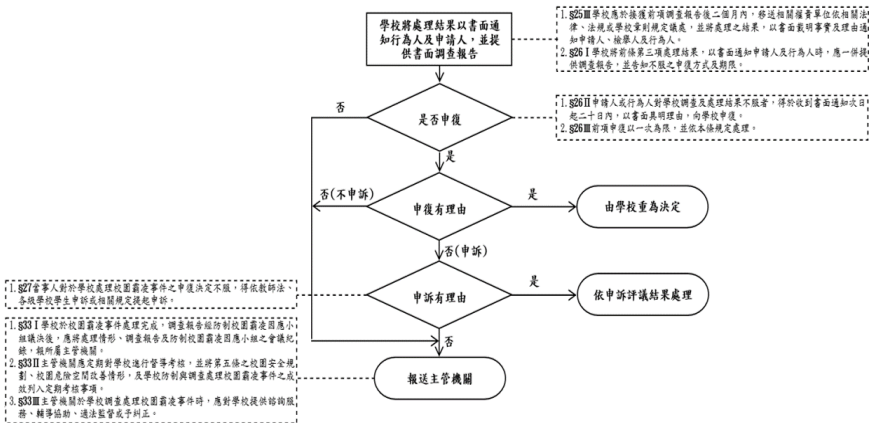 學校將處理結果以書面通
知行為人及申請人，並提
供書面調查報告
1.§25Ⅲ學校應於接獲前項調查報告後二個月內，移送相關權責單位依相關法
律、法規或學校章則規定議處，並將處理之結果，以書面載明事實及理由通
知申請人、檢舉人及行為人。
2.§26Ⅰ學校將前條第三項處理結果，以書面通知申請人及行為人時，應一併提
供調查報告，並告知不服之申復方式及期限。
否
是否申復
1.§26Ⅱ申請人或行為人對學校調查及處理結果不服者，得於收到書面通知次日
起二十日內，以書面具明理由，向學校申復。
2.§26Ⅲ前項申復以一次為限，並依本條規定處理。
是
否(不申訴)
申復有理由
是
由學校重為決定
否(申訴)
1.§27當事人對於學校處理校園霸凌事件之申復決定不服，得依教師法、
各級學校學生申訴或相關規定提起申訴。
申訴有理由
是
依申訴評議結果處理
1.§33Ⅰ學校於校園霸凌事件處理完成，調查報告經防制校園霸凌因應小
組議決後，應將處理情形、調查報告及防制校園霸凌因應小組之會議紀
錄，報所屬主管機關。
2.§33Ⅱ主管機關應定期對學校進行督導考核，並將第五條之校園安全規
劃、校園危險空間改善情形，及學校防制與調查處理校園霸凌事件之成
效列入定期考核事項。
3.§33Ⅲ主管機關於學校調查處理校園霸凌事件時，應對學校提供諮詢服
務、輔導協助、適法監督或予糾正。
否
報送主管機關